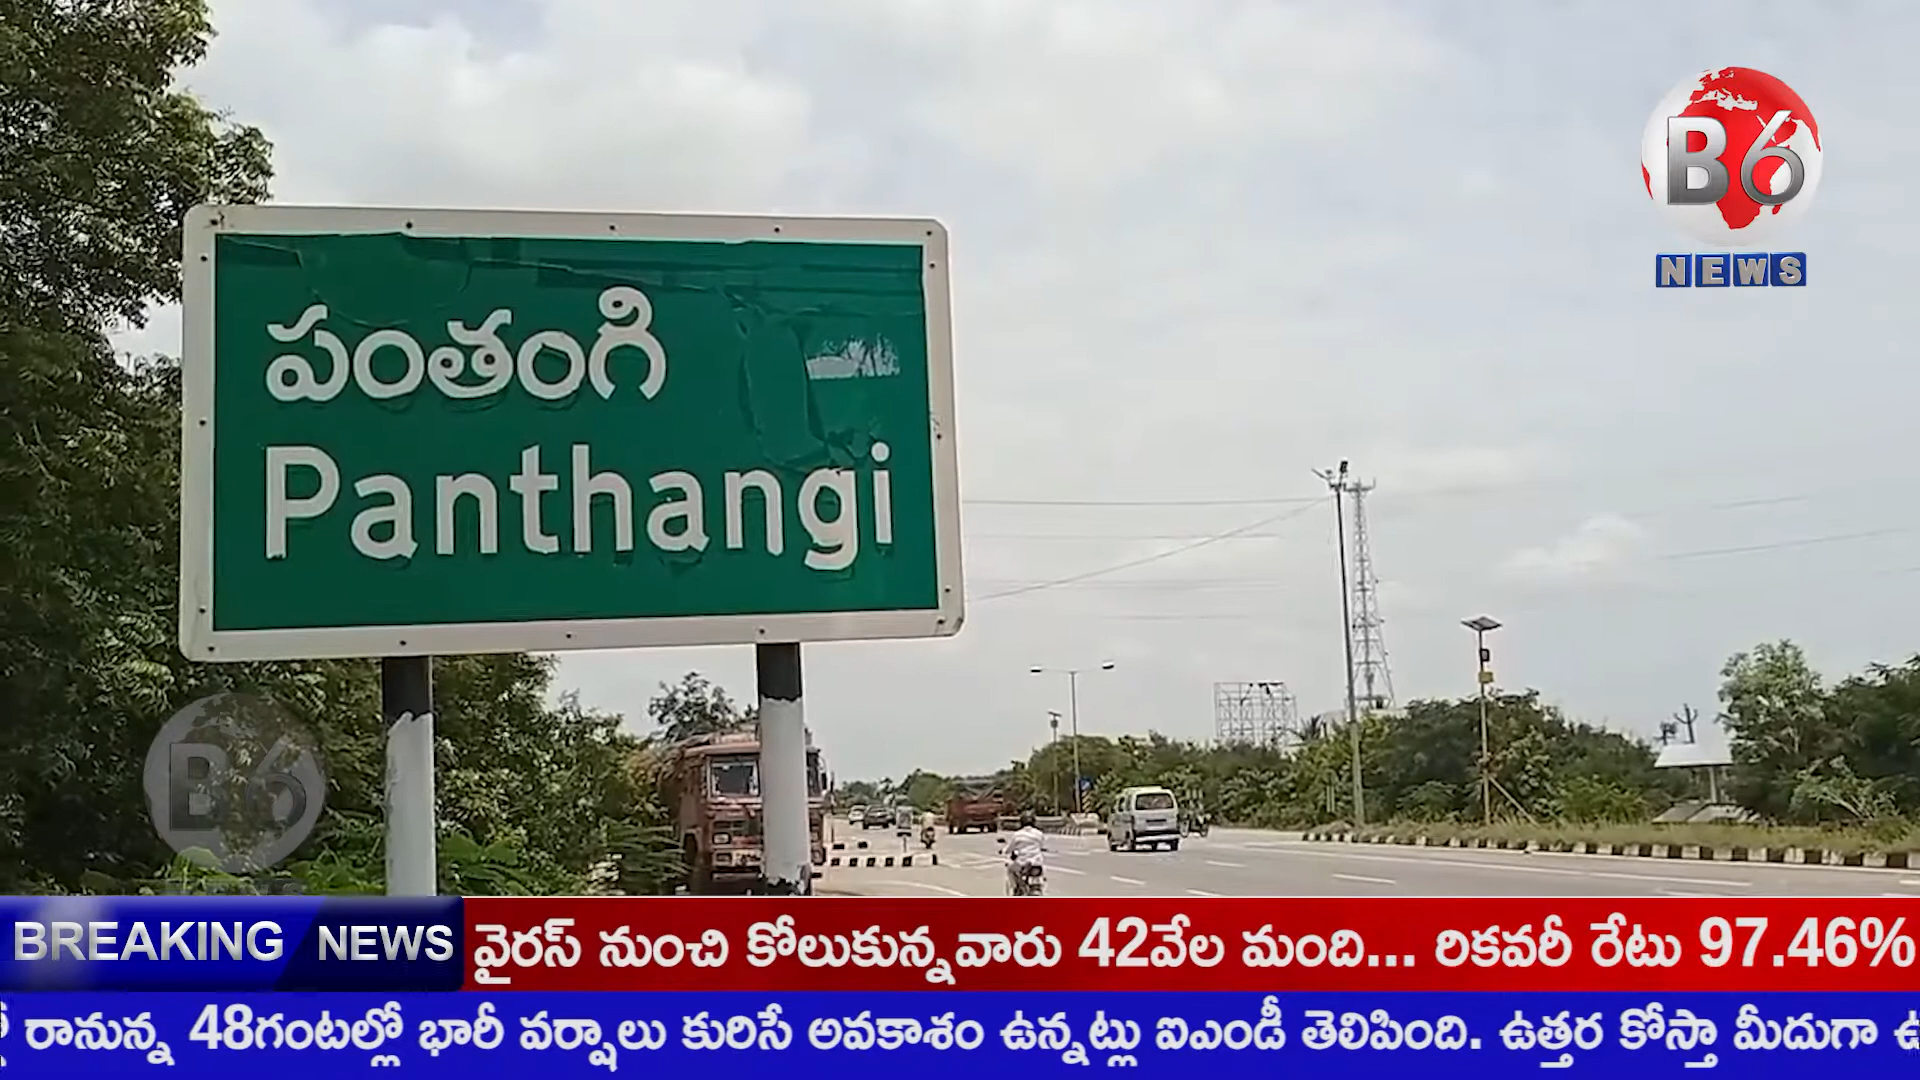 B6
NEWS
పంతంగి
Panthangi
B6
BREAKING NEWS
వైరస్ నుంచి కోలుకున్నవారు 42వేల మంది... రికవరీ రేటు 97.46%
రానున్న 48గంటల్లో భారీ వర్షాలు కురిసే అవకాశం ఉన్నట్లు ఐఎండీ తెలిపింది. ఉత్తర కోస్తా మీదుగా